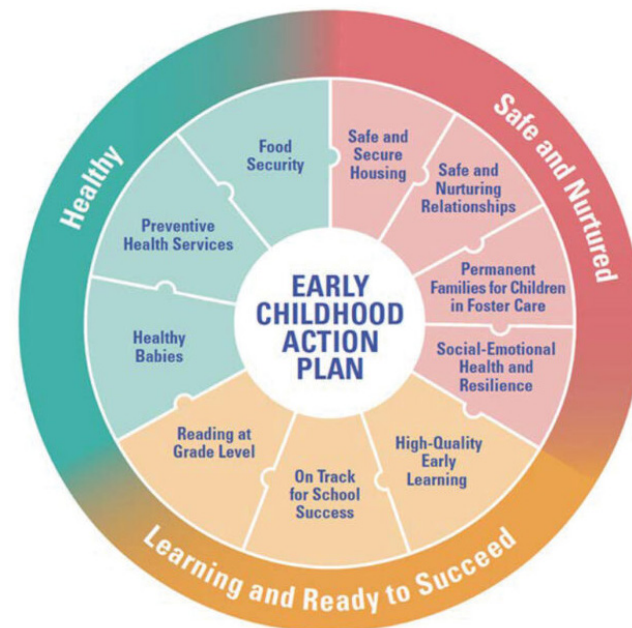 Healthy
Safe and Nurtured
Learning and Ready to Succeed
EARLY
CHILDHOOD
ACTION
PLAN
Food
Security
Safe and
Secure
Housing
Safe and
Nurturing
Relationships
Permanent
Families for Children
in Foster Care
Social-Emotional
Health and
Resilience
High-Quality
Early
Learning
On Track
for School
Success
Reading at
Grade Level
Healthy
Babies
Preventive
Health Services